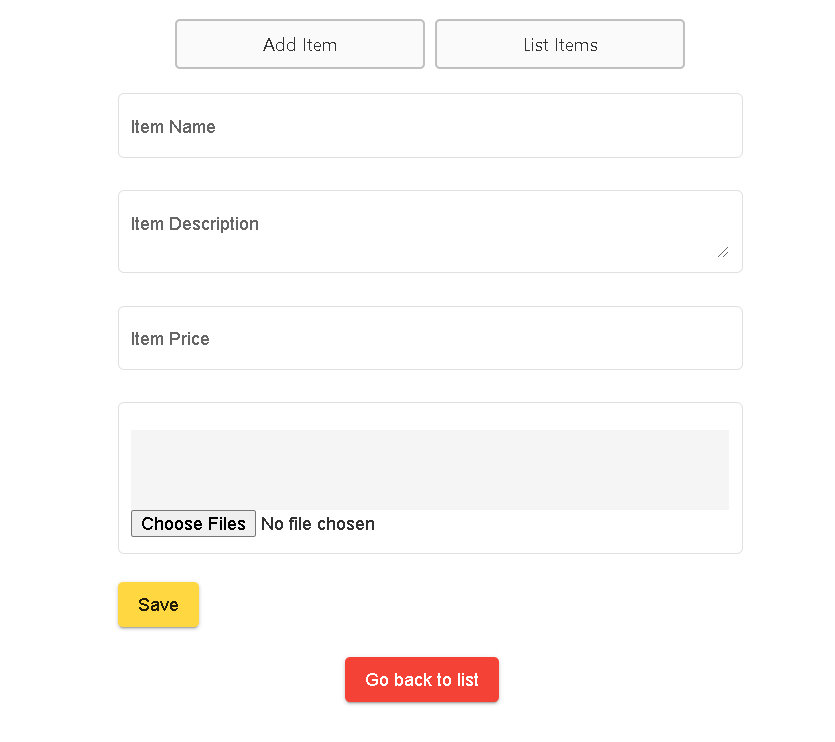 Add Item List Items
Item Name
Item Description
Item Price
Choose Files No file chosen
Save
Go back to list